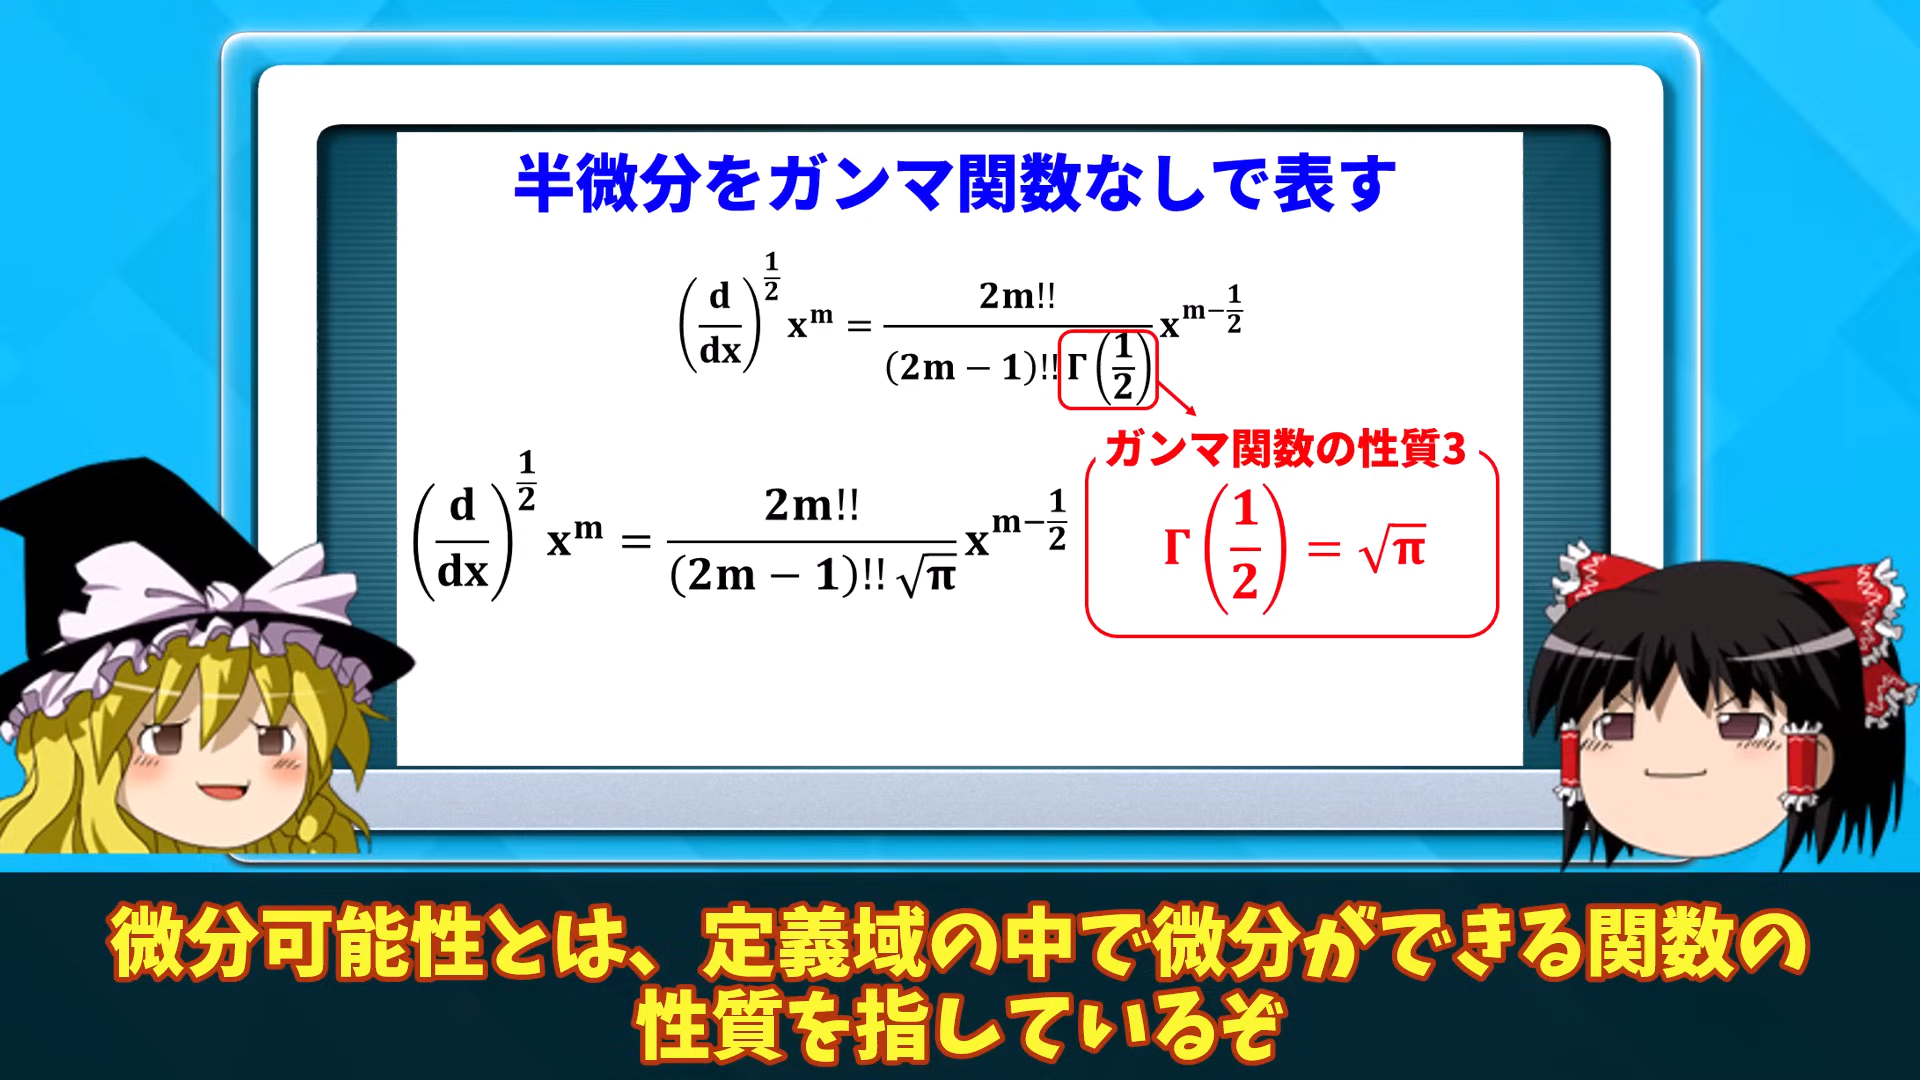 半微分をガンマ関数なしで表す
(d/dx)^(1/2) x^m = 2m!! / ((2m − 1)!! Γ(1/2)) x^(m−1/2)
ガンマ関数の性質3
(d/dx)^(1/2) x^m = 2m!! / ((2m − 1)!! √π) x^(m−1/2)
Γ(1/2) = √π
微分可能性とは、定義域の中で微分ができる関数の
性質を指しているぞ